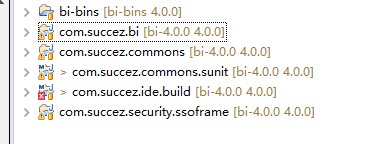 bi-bins [bi-bins 4.0.0]
com.succez.bi [bi-4.0.0 4.0.0]
com.succez.commons [bi-4.0.0 4.0.0]
> com.succez.commons.sunit [bi-4.0.0 4.0.0]
> com.succez.ide.build [bi-4.0.0 4.0.0]
com.succez.security.ssoframe [bi-4.0.0 4.0.0]